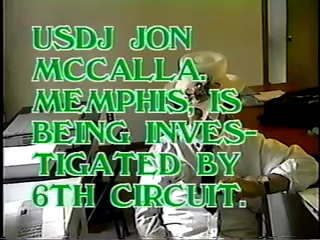 USDJ JON
MCCALLA.
MEMPHIS, IS
BEING INVES-
TIGATED BY
6TH CIRCUIT.